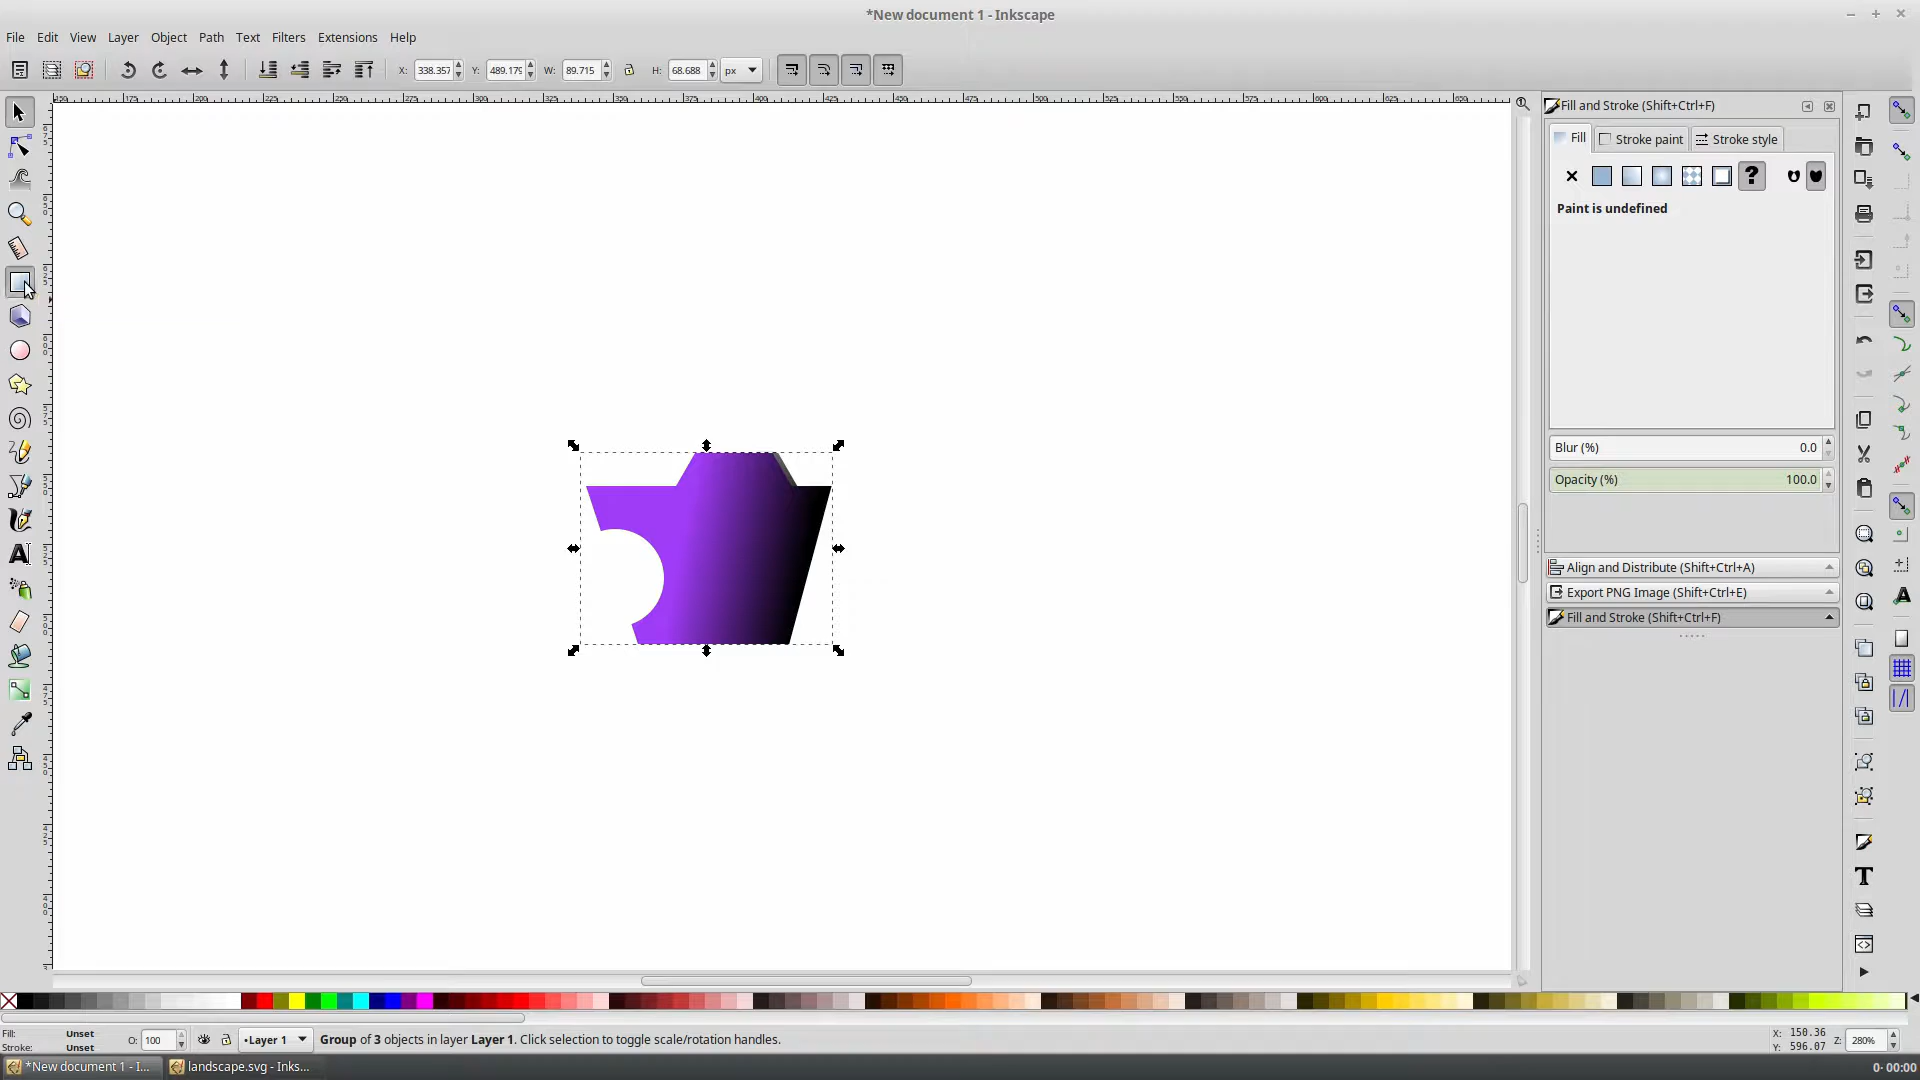 *New document 1 - Inkscape
File Edit View Layer Object Path Text Filters Extensions Help
X: 338.357 Y: 489.179 W: 89.715 H: 68.688 px
Fill and Stroke (Shift+Ctrl+F)
Fill Stroke paint Stroke style
?
Paint is undefined
Blur (%) 0.0
Opacity (%) 100.0
Align and Distribute (Shift+Ctrl+A)
Export PNG Image (Shift+Ctrl+E)
Fill and Stroke (Shift+Ctrl+F)
Fill: Unset
Stroke: Unset
O: 100
•Layer 1
Group of 3 objects in layer Layer 1. Click selection to toggle scale/rotation handles.
X: 150.36
Y: 596.07
Z: 280%
*New document 1 - I... landscape.svg - Inks...
0- 00:00